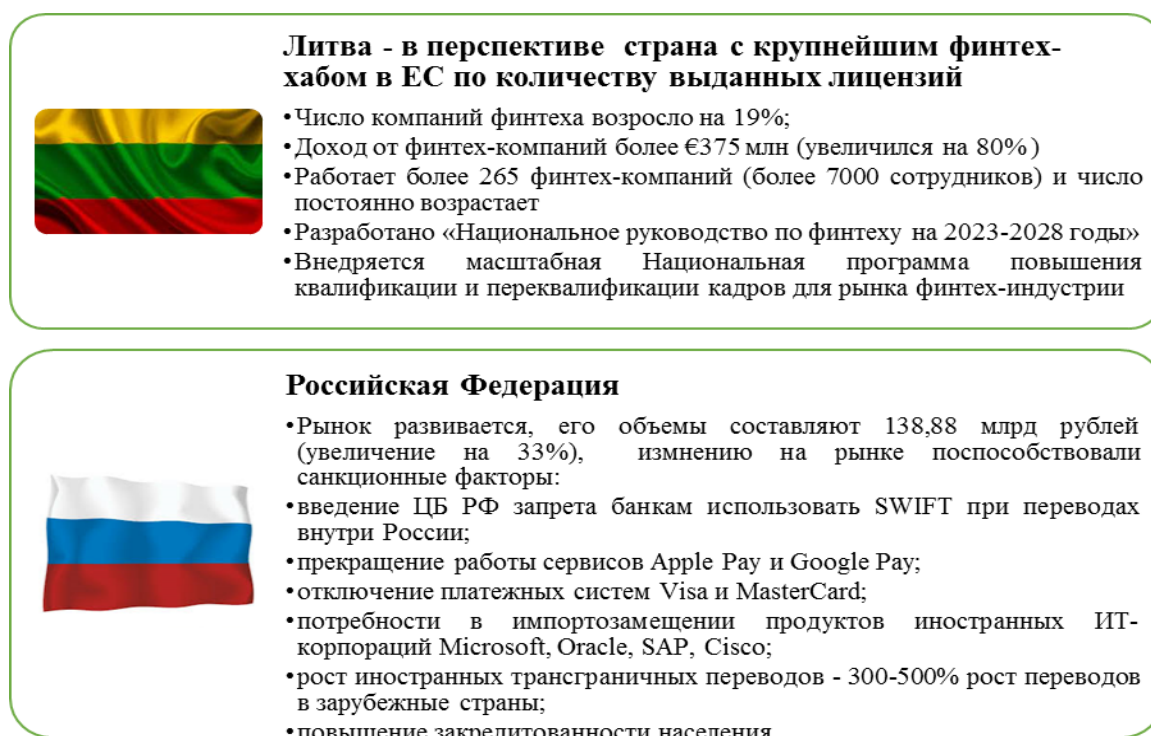 Литва - в перспективе страна с крупнейшим финтех-
хабом в ЕС по количеству выданных лицензий
•Число компаний финтеха возросло на 19%;
•Доход от финтех-компаний более €375 млн (увеличился на 80%)
•Работает более 265 финтех-компаний (более 7000 сотрудников) и число
постоянно возрастает
•Разработано «Национальное руководство по финтеху на 2023-2028 годы»
•Внедряется масштабная Национальная программа повышения
квалификации и переквалификации кадров для рынка финтех-индустрии
Российская Федерация
•Рынок развивается, его объемы составляют 138,88 млрд рублей
(увеличение на 33%), измнению на рынке поспособствовали
санкционные факторы:
•введение ЦБ РФ запрета банкам использовать SWIFT при переводах
внутри России;
•прекращение работы сервисов Apple Pay и Google Pay;
•отключение платежных систем Visa и MasterCard;
•потребности в импортозамещении продуктов иностранных ИТ-
корпораций Microsoft, Oracle, SAP, Cisco;
•рост иностранных трансграничных переводов - 300-500% рост переводов
в зарубежные страны;
•повышение закредитованности населения